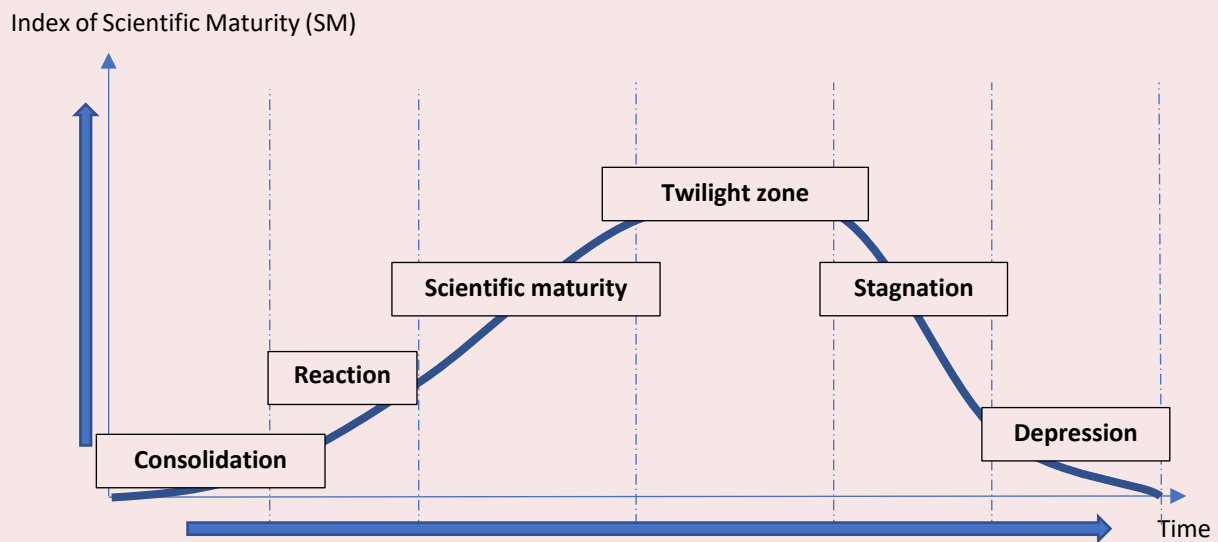 Index of Scientific Maturity (SM)
Twilight zone
Scientific maturity
Stagnation
Reaction
Depression
Consolidation
Time